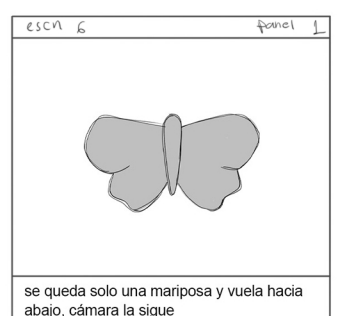 escn 6 panel 1
se queda solo una mariposa y vuela hacia
abajo, cámara la sigue